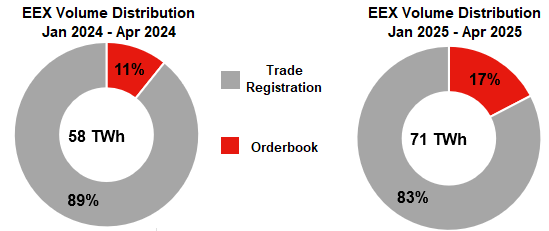 EEX Volume Distribution
Jan 2024 - Apr 2024
11%
58 TWh
89%
Trade
Registration
Orderbook
EEX Volume Distribution
Jan 2025 - Apr 2025
17%
71 TWh
83%